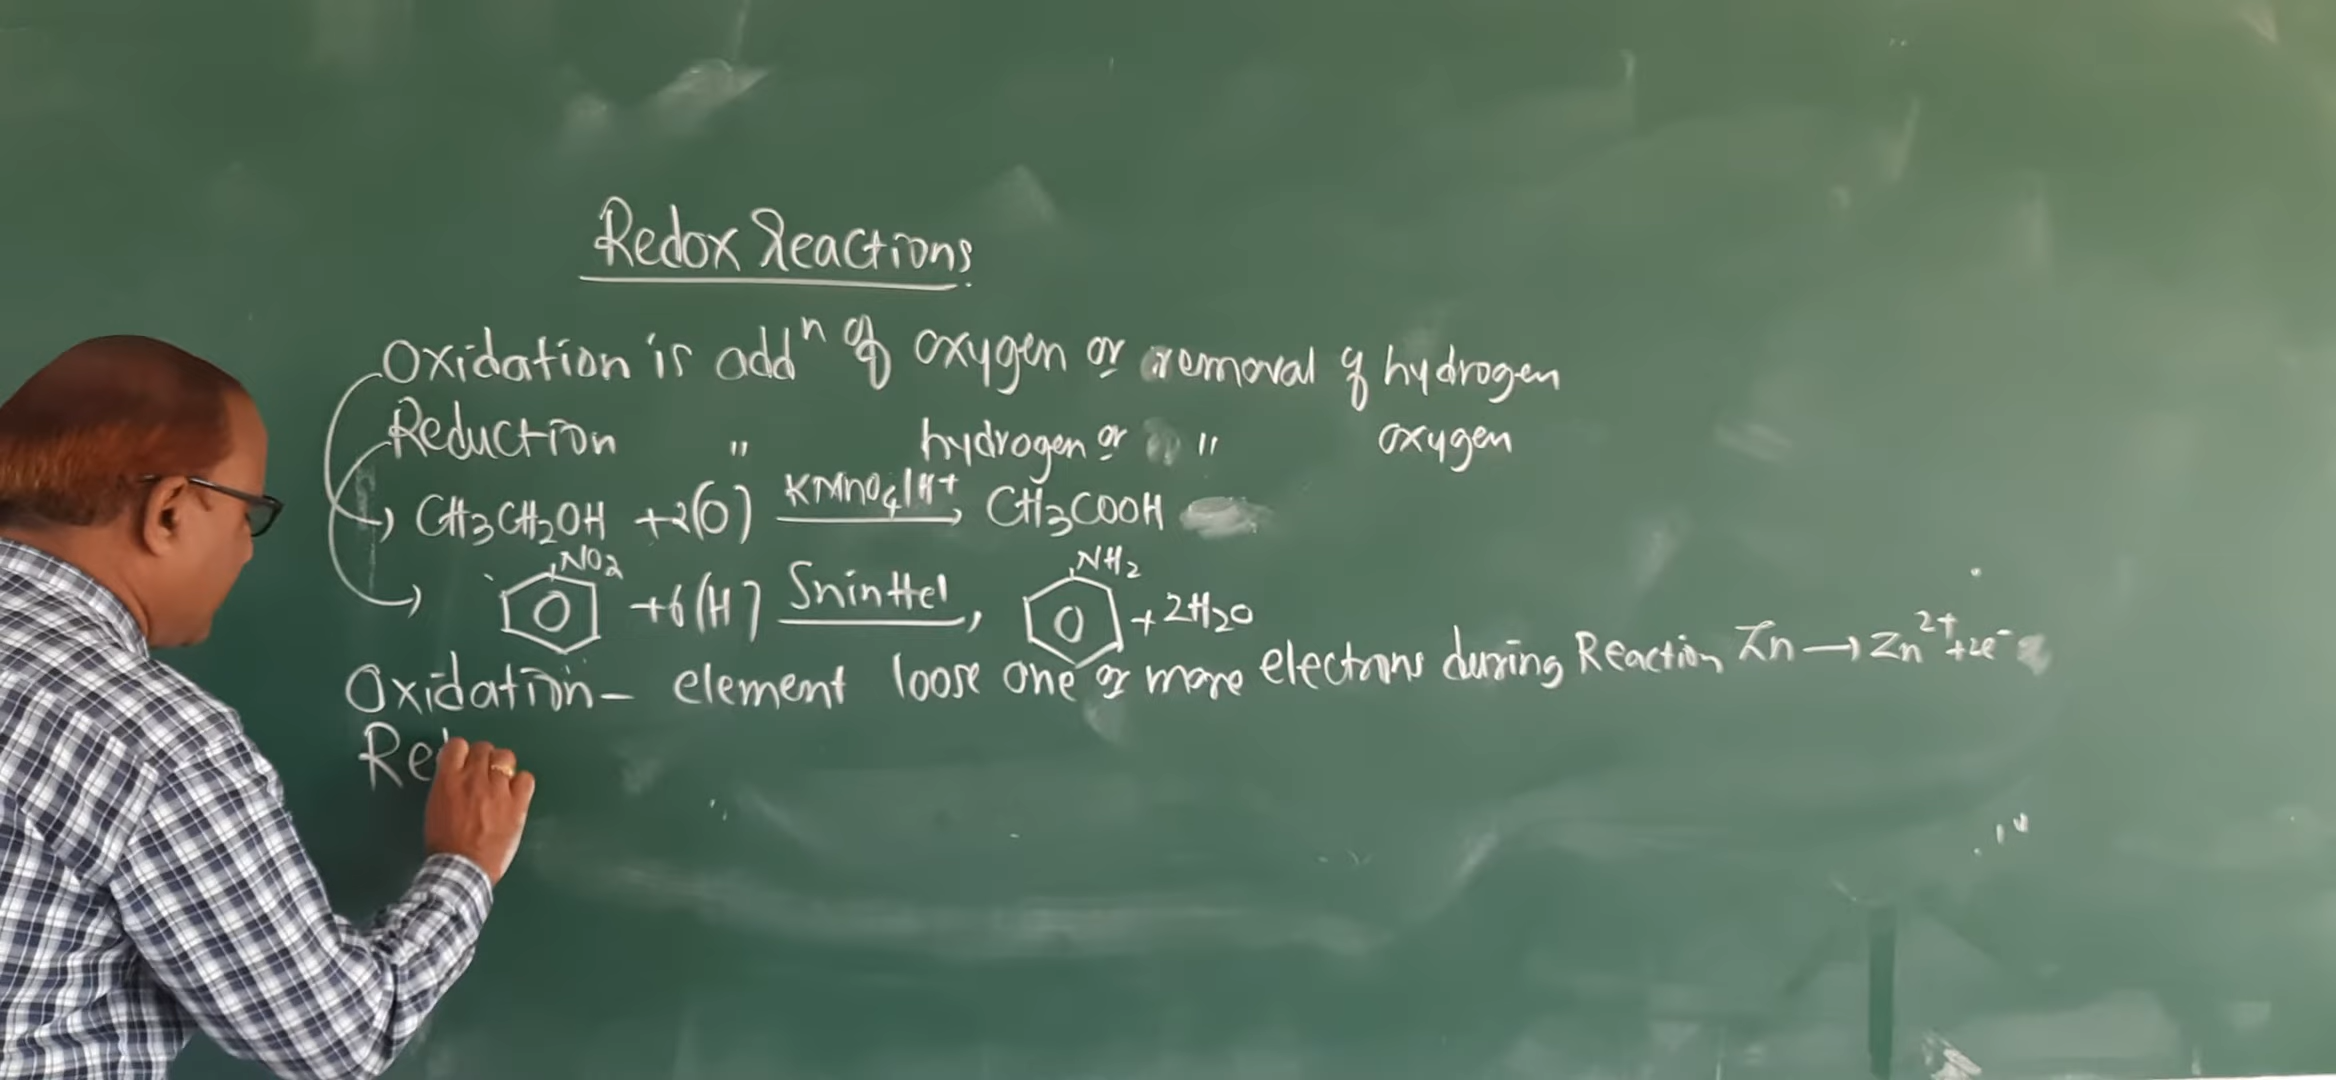 Redox Reactions
Oxidation is addⁿ of oxygen or removal of hydrogen
Reduction " hydrogen or " oxygen
CH3CH2OH +2(O) KMnO4/H+ → CH3COOH
NO2 +6(H) Sn in HCl → NH2 + 2H2O
Oxidation – element loose one or more electrons during Reaction Zn → Zn²⁺ + 2e⁻
Re